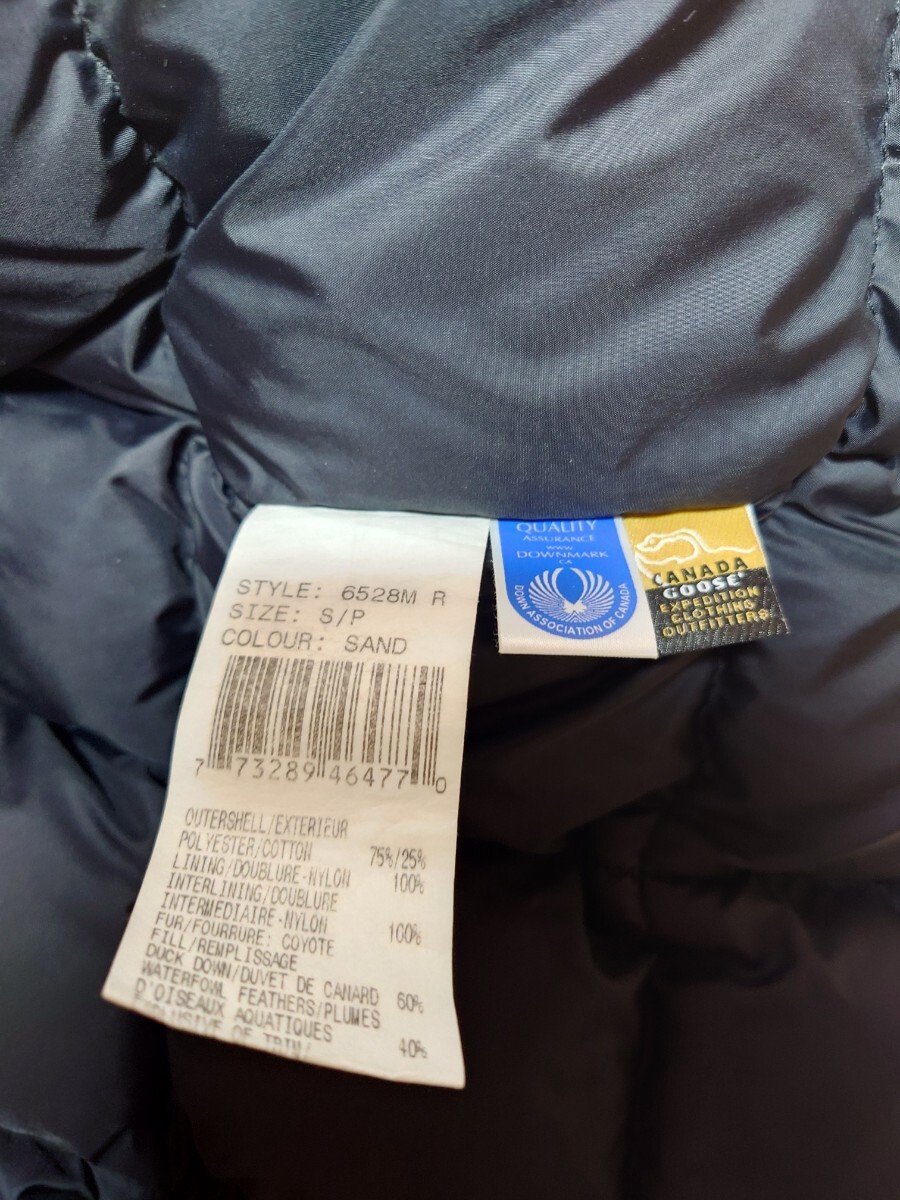 STYLE: 6528M R
SIZE: S/P
COLOUR: SAND
7 73289 46477 0
OUTERSHELL/EXTERIEUR
POLYESTER/COTTON 75%/25%
LINING/DOUBLURE-NYLON 100%
INTERLINING/DOUBLURE
INTERMEDIAIRE-NYLON 100%
FUR/FOURRURE: COYOTE
FILL/REMPLISSAGE
DUCK DOWN/DUVET DE CANARD 60%
WATERFOWL FEATHERS/PLUMES
D'OISEAUX AQUATIQUES 40%
OF TRIM/
QUALITY
ASSURANCE
WWW
DOWNMARK
CA
DOWN ASSOCIATION OF CANADA
CANADA
GOOSE
EXPEDITION
CLOTHING
OUTFITTERS